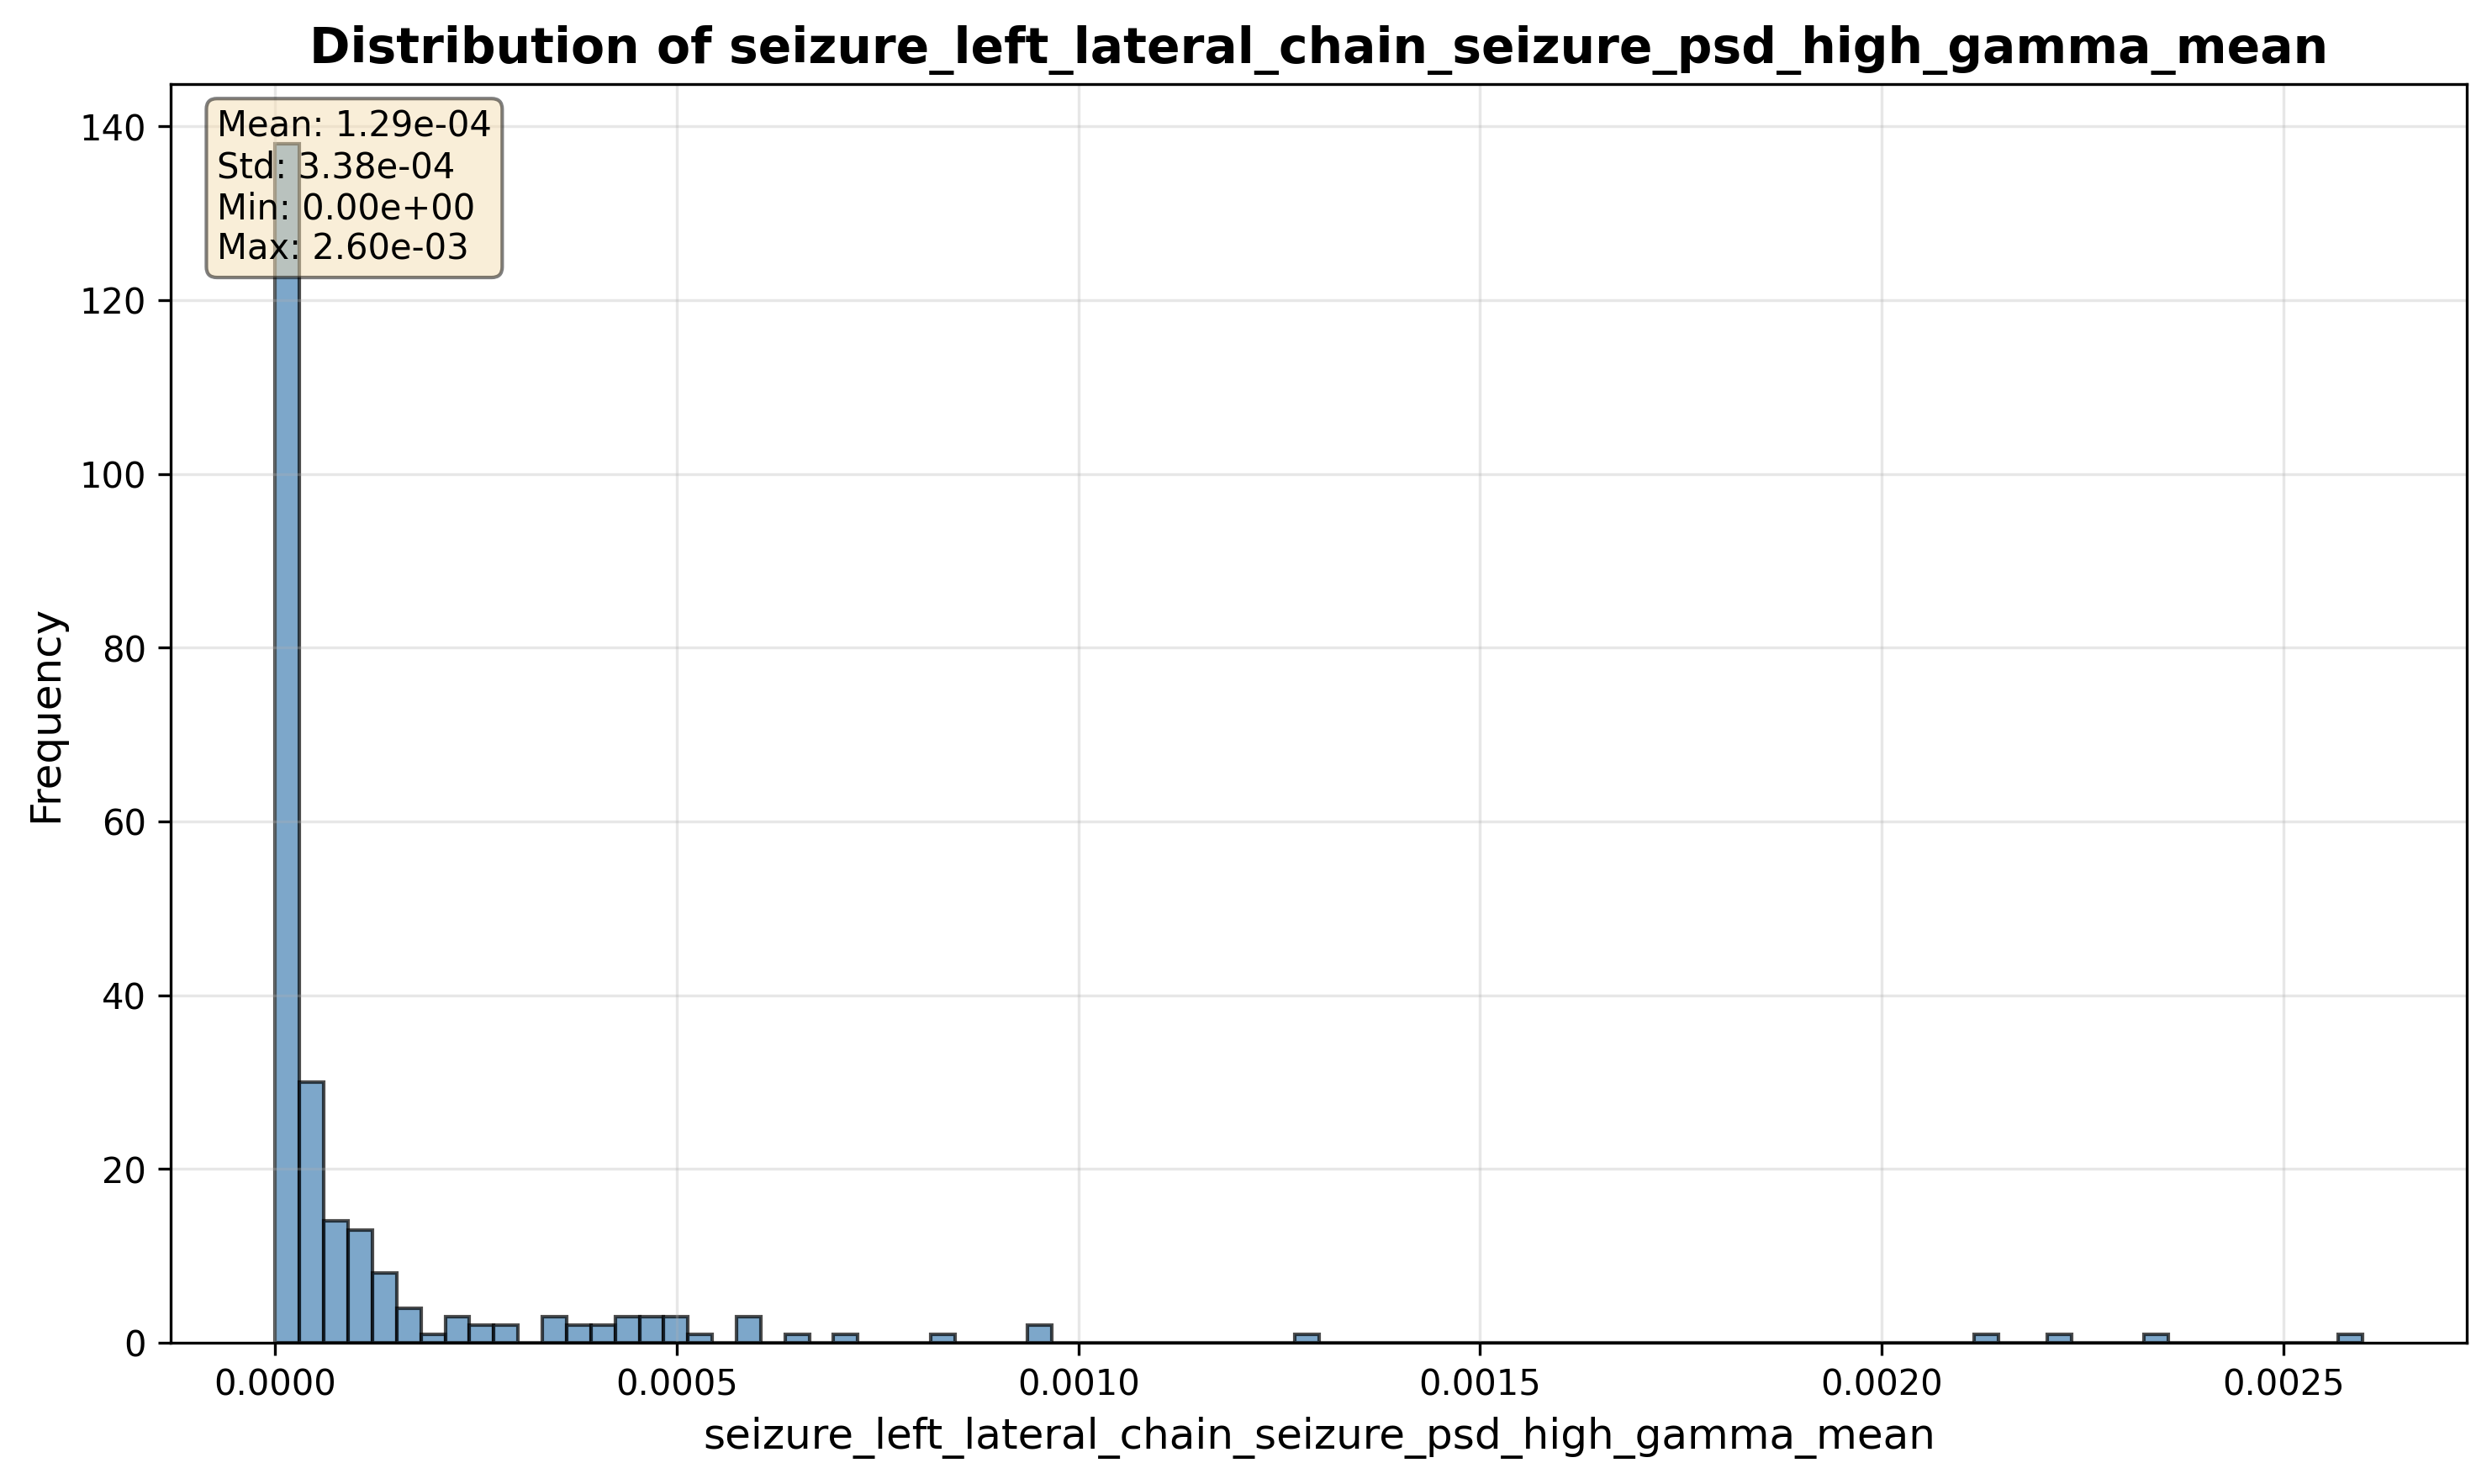 Distribution of seizure_left_lateral_chain_seizure_psd_high_gamma_mean
Mean: 1.29e-04
Std: 3.38e-04
Min: 0.00e+00
Max: 2.60e-03
140
120
100
80
60
40
20
0
Frequency
0.0000 0.0005 0.0010 0.0015 0.0020 0.0025
seizure_left_lateral_chain_seizure_psd_high_gamma_mean